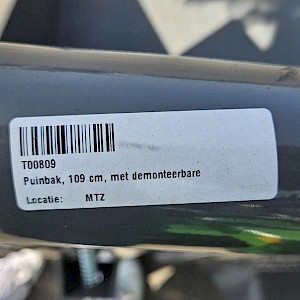 T00809
Puinbak, 109 cm, met demonteerbare
Locatie: MTZ